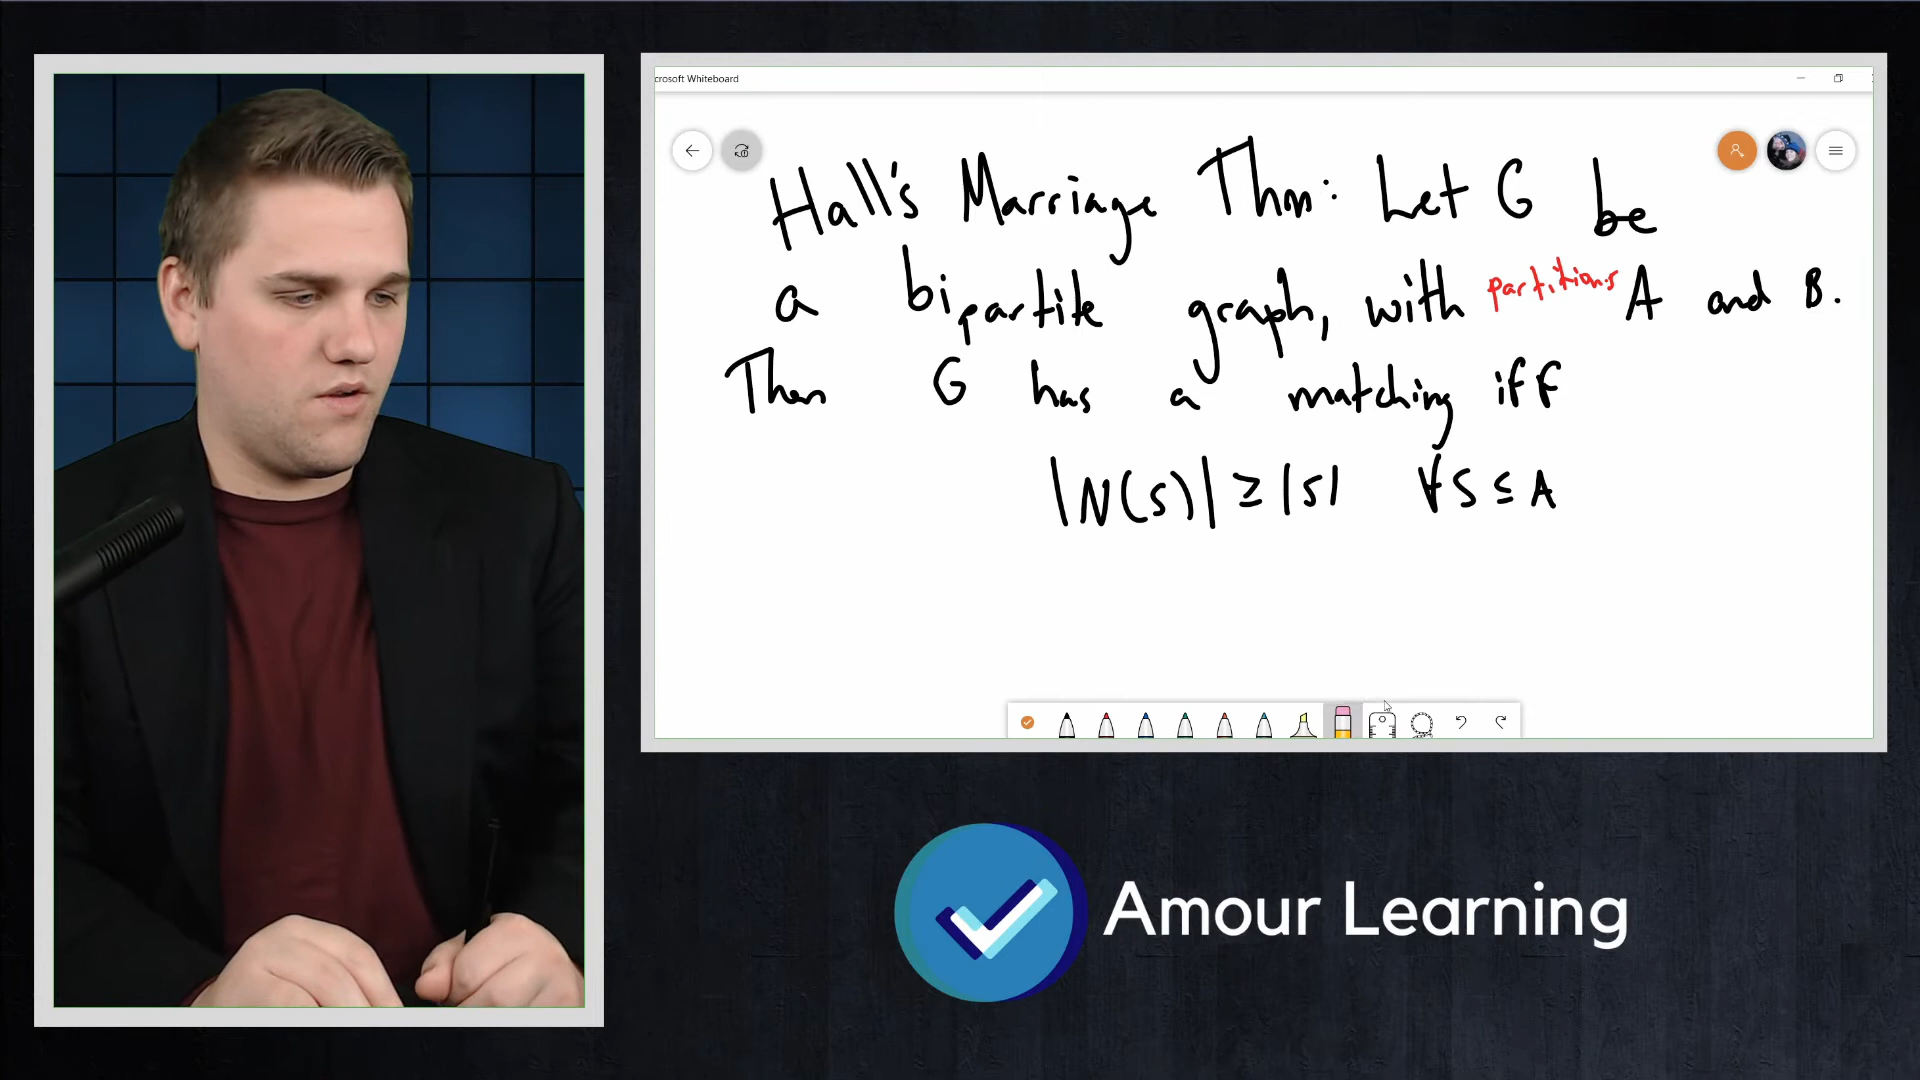 crosoft Whiteboard
Hall's Marriage Thm: Let G be
a bipartite graph, with partitions A and B.
Then G has a matching iff
|N(S)| ≥ |S| ∀S ⊆ A
Amour Learning